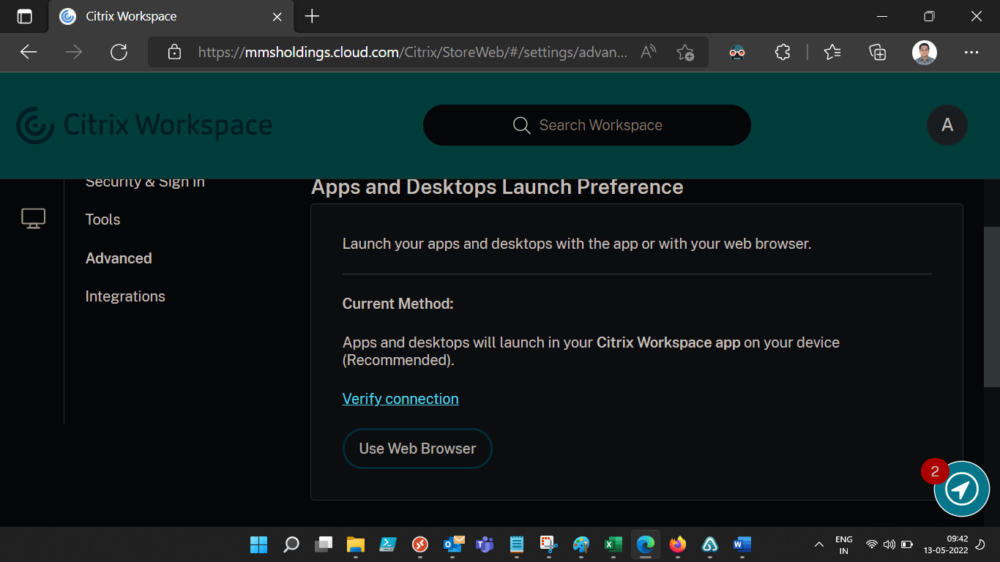 Citrix Workspace
https://mmsholdings.cloud.com/Citrix/StoreWeb/#/settings/advan...
Citrix Workspace
Search Workspace
A
Security & Sign In
Tools
Advanced
Integrations
Apps and Desktops Launch Preference
Launch your apps and desktops with the app or with your web browser.
Current Method:
Apps and desktops will launch in your Citrix Workspace app on your device
(Recommended).
Verify connection
Use Web Browser
2
ENG
IN
09:42
13-05-2022